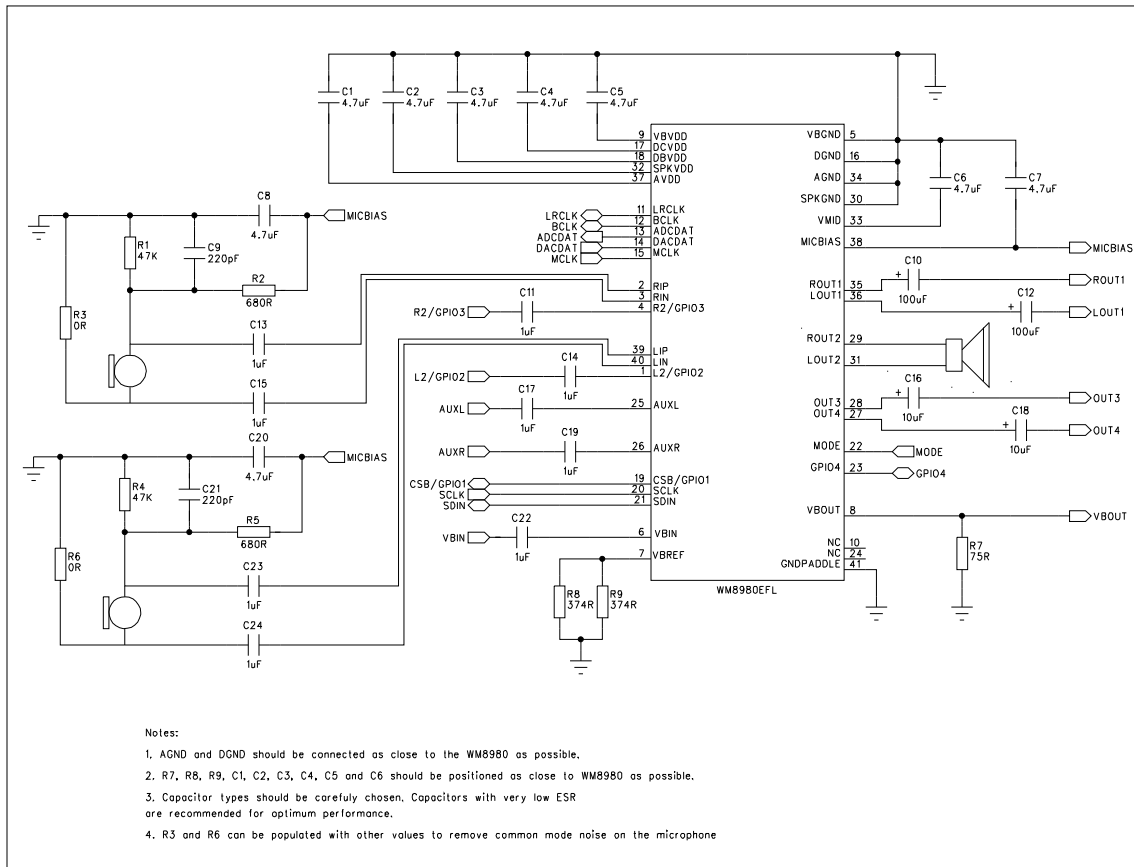 C1
4.7uF
C2
4.7uF
C3
4.7uF
C4
4.7uF
C5
4.7uF
9 VBVDD
17 DCVDD
18 DBVDD
32 SPKVDD
37 AVDD
VBGND 5
DGND 16
AGND 34
SPKGND 30
VMID 33
MICBIAS 38
C6
4.7uF
C7
4.7uF
MICBIAS
C8
4.7uF
MICBIAS
R1
47K
C9
220pF
R2
680R
R3
0R
C13
1uF
C15
1uF
LRCLK 11 LRCLK
BCLK 12 BCLK
ADCDAT 13 ADCDAT
DACDAT 14 DACDAT
MCLK 15 MCLK
2 RIP
3 RIN
R2/GPIO3 4 R2/GPIO3
C11
1uF
39 LIP
40 LIN
L2/GPIO2 1 L2/GPIO2
C14
1uF
AUXL 25 AUXL
C17
1uF
AUXR 26 AUXR
C19
1uF
CSB/GPIO1 19 CSB/GPIO1
SCLK 20 SCLK
SDIN 21 SDIN
VBIN 6 VBIN
C22
1uF
7 VBREF
R8
374R
R9
374R
ROUT1 35
LOUT1 36
+ C10
100uF
ROUT1
+ C12
100uF
LOUT1
ROUT2 29
LOUT2 31
OUT3 28
OUT4 27
+ C16
10uF
OUT3
+ C18
10uF
OUT4
MODE 22 MODE
GPIO4 23 GPIO4
VBOUT 8 VBOUT
R7
75R
NC 10
NC 24
GNDPADDLE 41
WM8980EFL
C20
4.7uF
MICBIAS
R4
47K
C21
220pF
R5
680R
R6
0R
C23
1uF
C24
1uF
Notes:
1. AGND and DGND should be connected as close to the WM8980 as possible.
2. R7, R8, R9, C1, C2, C3, C4, C5 and C6 should be positioned as close to WM8980 as possible.
3. Capacitor types should be carefuly chosen. Capacitors with very low ESR
are recommended for optimum performance.
4. R3 and R6 can be populated with other values to remove common mode noise on the microphone